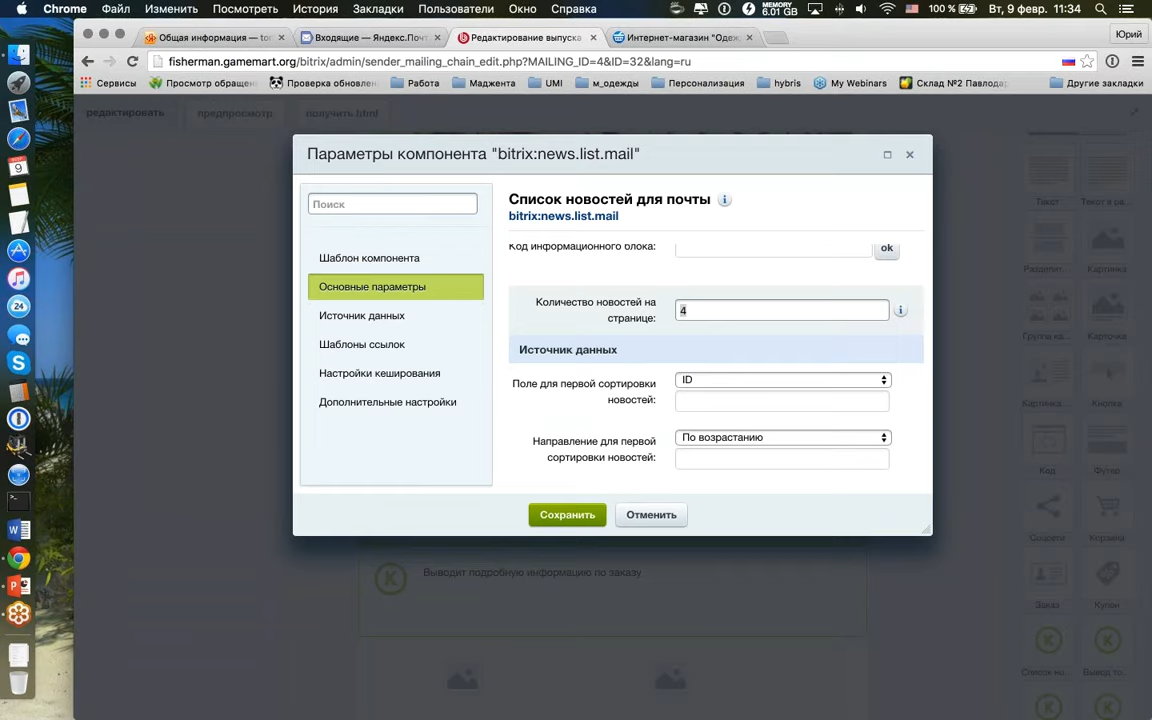 Chrome Файл Изменить Посмотреть История Закладки Пользователи Окно Справка MEMORY 6.01 GB 100 % Вт, 9 февр. 11:34
Общая информация — tor Входящие — Яндекс.Почт Редактирование выпуска Интернет-магазин "Одеж Юрий
fisherman.gamemart.org/bitrix/admin/sender_mailing_chain_edit.php?MAILING_ID=4&ID=32&lang=ru
Сервисы Просмотр обращен Проверка обновлен Работа Маджента UMI м_одежды Персонализация hybris My Webinars Склад №2 Павлодар Другие закладки
редактировать предпросмотр получить html
Параметры компонента "bitrix:news.list.mail"
Поиск
Шаблон компонента
Основные параметры
Источник данных
Шаблоны ссылок
Настройки кеширования
Дополнительные настройки
Список новостей для почты
bitrix:news.list.mail
Код информационного блока: ok
Количество новостей на
странице: 4
Источник данных
Поле для первой сортировки
новостей: ID
Направление для первой
сортировки новостей: По возрастанию
Сохранить Отменить
Выводит подробную информацию по заказу
Текст Текст в ра...
Разделит... Картинка
Группа ка... Карточка
Картинка... Кнопка
Код Футер
Соцсети Корзина
Заказ Купон
Список но... Вывод то...